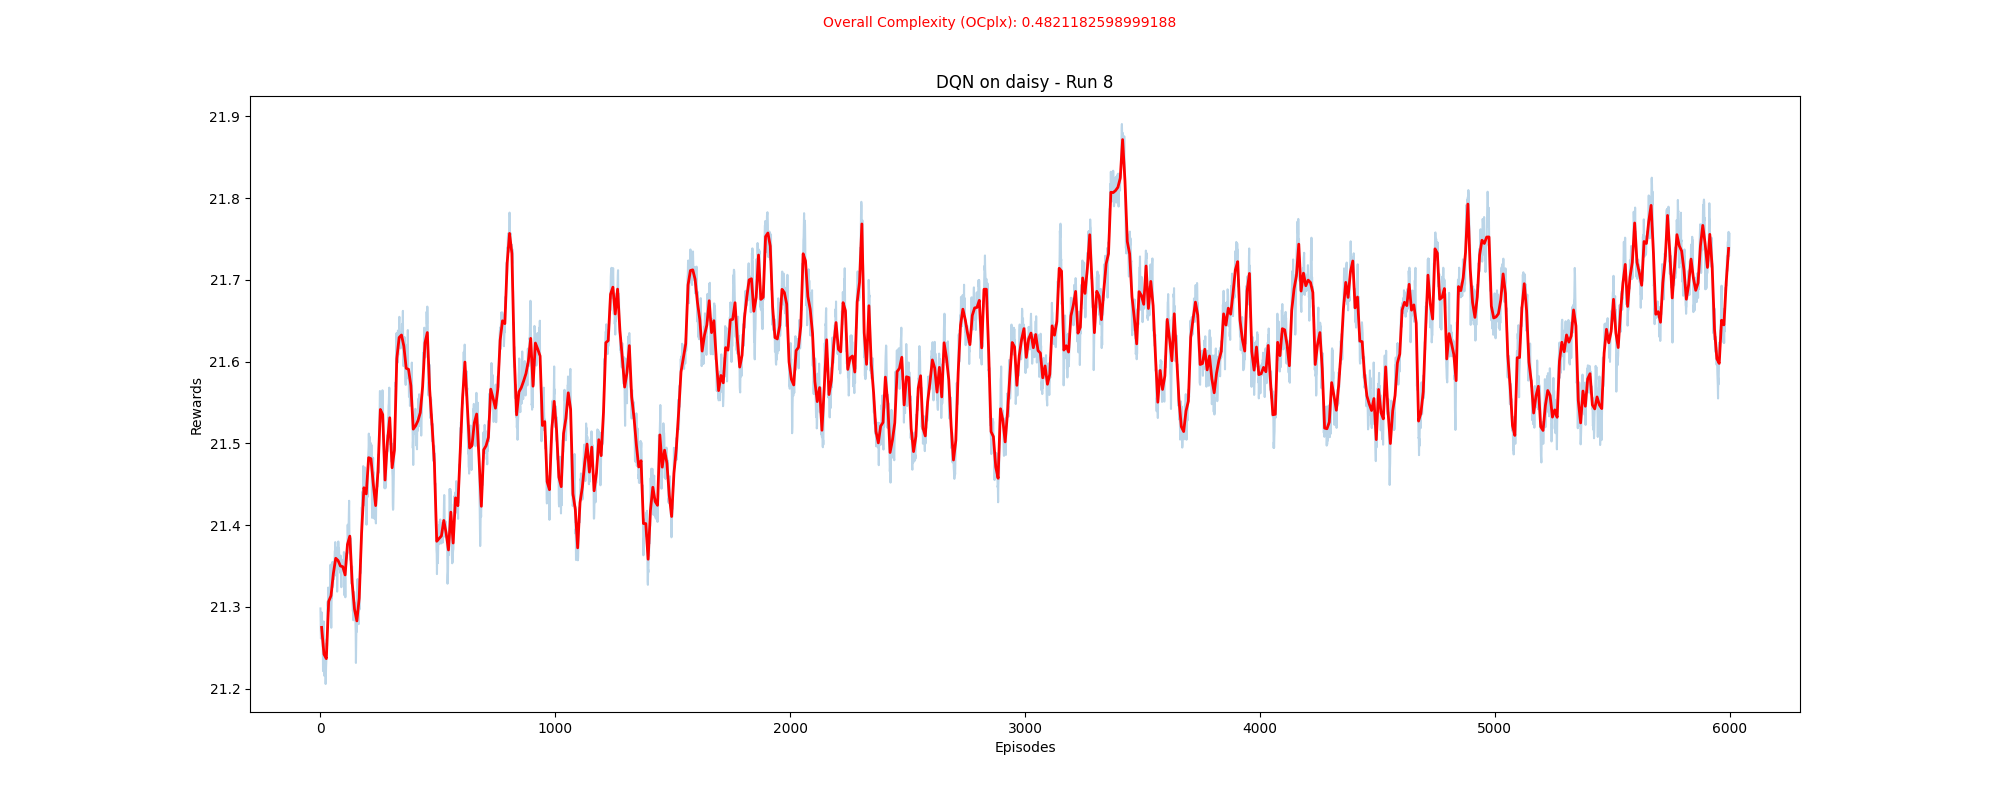 Overall Complexity (OCplx): 0.4821182598999188
DQN on daisy - Run 8
21.9
21.8
21.7
21.6
21.5
21.4
21.3
21.2
Rewards
0 1000 2000 3000 4000 5000 6000
Episodes